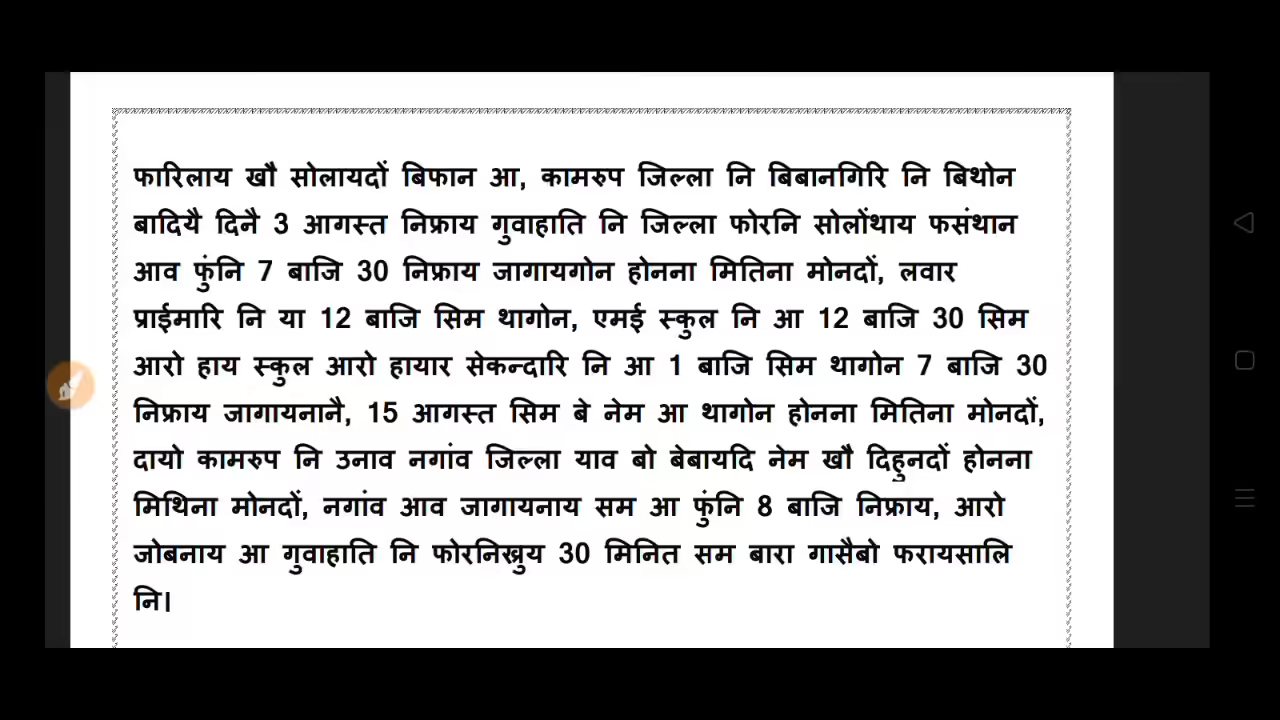 फारिलाय खौ सोलायदों बिफान आ, कामरुप जिल्ला नि बिबानगिरि नि बिथोन
बादियै दिनै 3 आगस्त निफ्राय गुवाहाति नि जिल्ला फोरनि सोलोंथाय फसंथान
आव फुंनि 7 बाजि 30 निफ्राय जागायगोन होनना मितिना मोनदों, लवार
प्राईमारि नि या 12 बाजि सिम थागोन, एमई स्कुल नि आ 12 बाजि 30 सिम
आरो हाय स्कुल आरो हायार सेकन्दारि नि आ 1 बाजि सिम थागोन 7 बाजि 30
निफ्राय जागायनानै, 15 आगस्त सिम बे नेम आ थागोन होनना मितिना मोनदों,
दायो कामरुप नि उनाव नगांव जिल्ला याव बो बेबायदि नेम खौ दिहुनदों होनना
मिथिना मोनदों, नगांव आव जागायनाय सम आ फुंनि 8 बाजि निफ्राय, आरो
जोबनाय आ गुवाहाति नि फोरनिख्रुय 30 मिनित सम बारा गासैबो फरायसालि
नि।